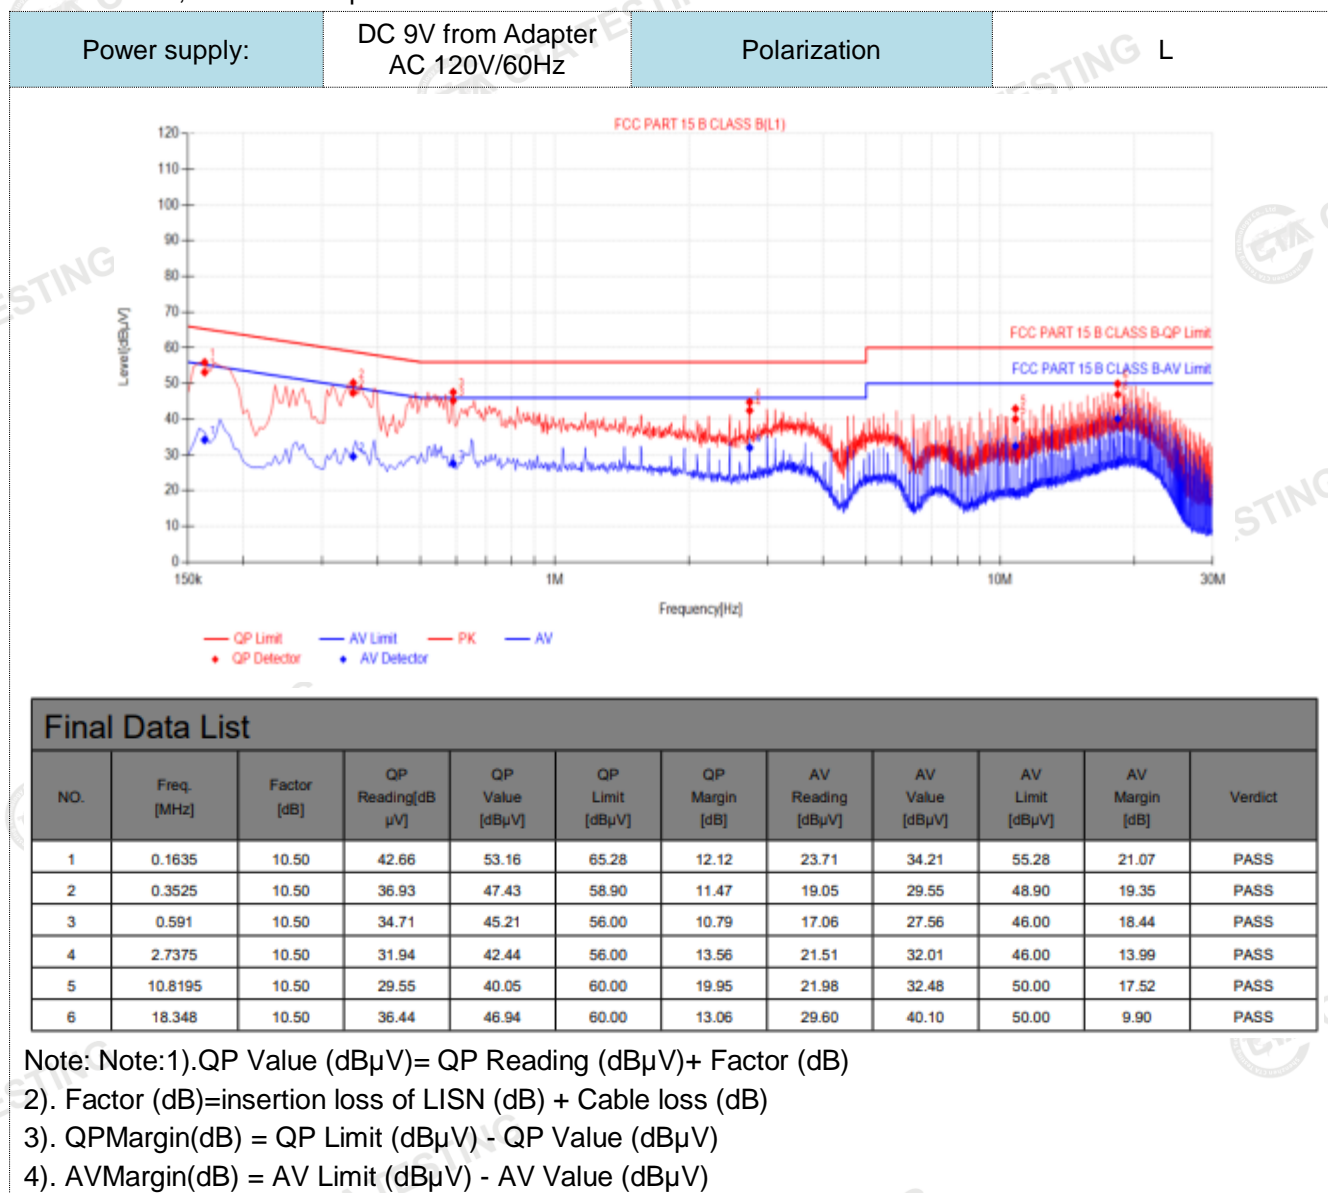 Power supply: DC 9V from Adapter AC 120V/60Hz Polarization L
FCC PART 15 B CLASS B(L1)
120
110
100
90
80
70
60
50
40
30
20
10
0
Level[dBµV]
FCC PART 15 B CLASS B-QP Limit
FCC PART 15 B CLASS B-AV Limit
150k 1M 10M 30M
Frequency[Hz]
QP Limit AV Limit PK AV
QP Detector AV Detector
Final Data List
NO. Freq. [MHz] Factor [dB] QP Reading[dB µV] QP Value [dBµV] QP Limit [dBµV] QP Margin [dB] AV Reading [dBµV] AV Value [dBµV] AV Limit [dBµV] AV Margin [dB] Verdict
1 0.1635 10.50 42.66 53.16 65.28 12.12 23.71 34.21 55.28 21.07 PASS
2 0.3525 10.50 36.93 47.43 58.90 11.47 19.05 29.55 48.90 19.35 PASS
3 0.591 10.50 34.71 45.21 56.00 10.79 17.06 27.56 46.00 18.44 PASS
4 2.7375 10.50 31.94 42.44 56.00 13.56 21.51 32.01 46.00 13.99 PASS
5 10.8195 10.50 29.55 40.05 60.00 19.95 21.98 32.48 50.00 17.52 PASS
6 18.348 10.50 36.44 46.94 60.00 13.06 29.60 40.10 50.00 9.90 PASS
Note: Note:1).QP Value (dBµV)= QP Reading (dBµV)+ Factor (dB)
2). Factor (dB)=insertion loss of LISN (dB) + Cable loss (dB)
3). QPMargin(dB) = QP Limit (dBµV) - QP Value (dBµV)
4). AVMargin(dB) = AV Limit (dBµV) - AV Value (dBµV)